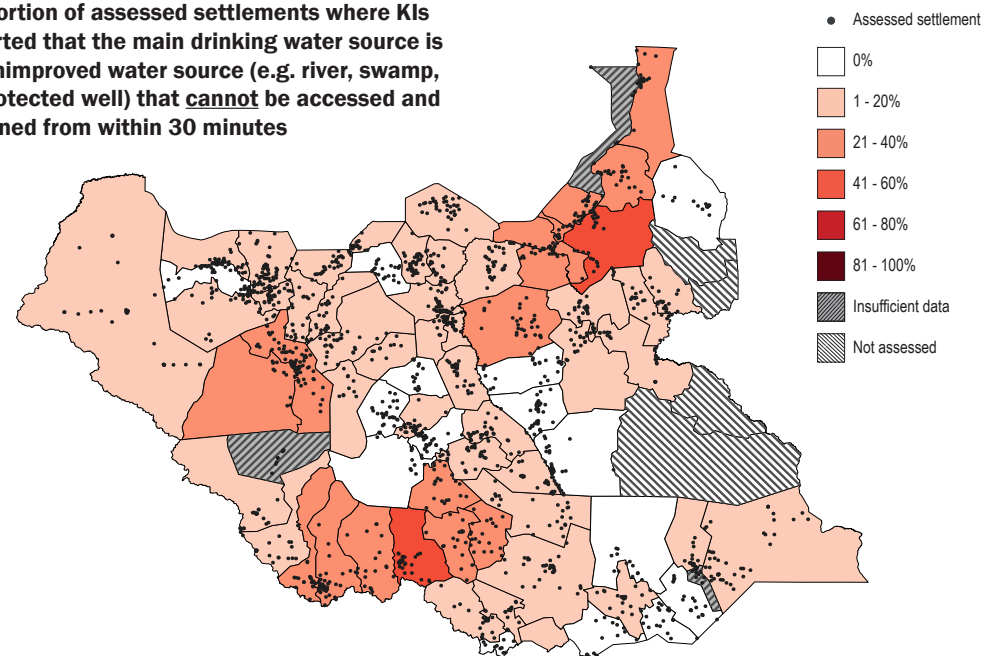 ortion of assessed settlements where KIs
rted that the main drinking water source is
nimproved water source (e.g. river, swamp,
otected well) that cannot be accessed and
ned from within 30 minutes
Assessed settlement
0%
1 - 20%
21 - 40%
41 - 60%
61 - 80%
81 - 100%
Insufficient data
Not assessed